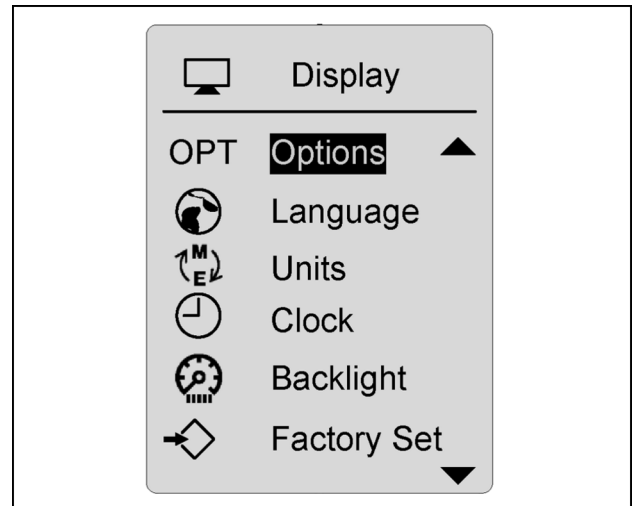 Display
OPT Options
Language
M
E Units
Clock
Backlight
Factory Set